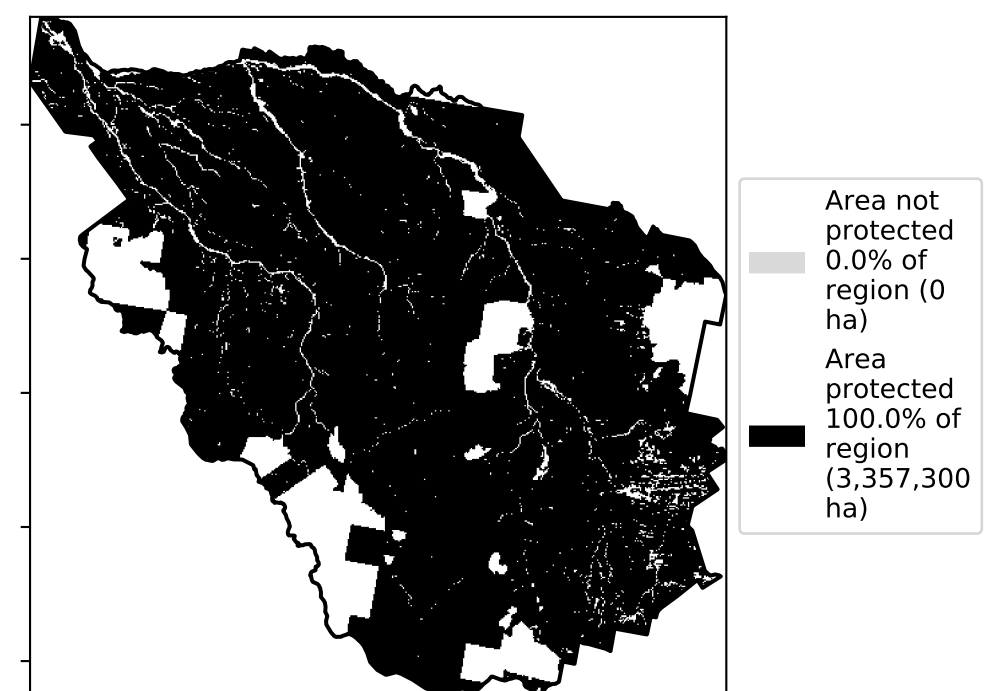 Area not
protected
0.0% of
region (0
ha)
Area
protected
100.0% of
region
(3,357,300
ha)